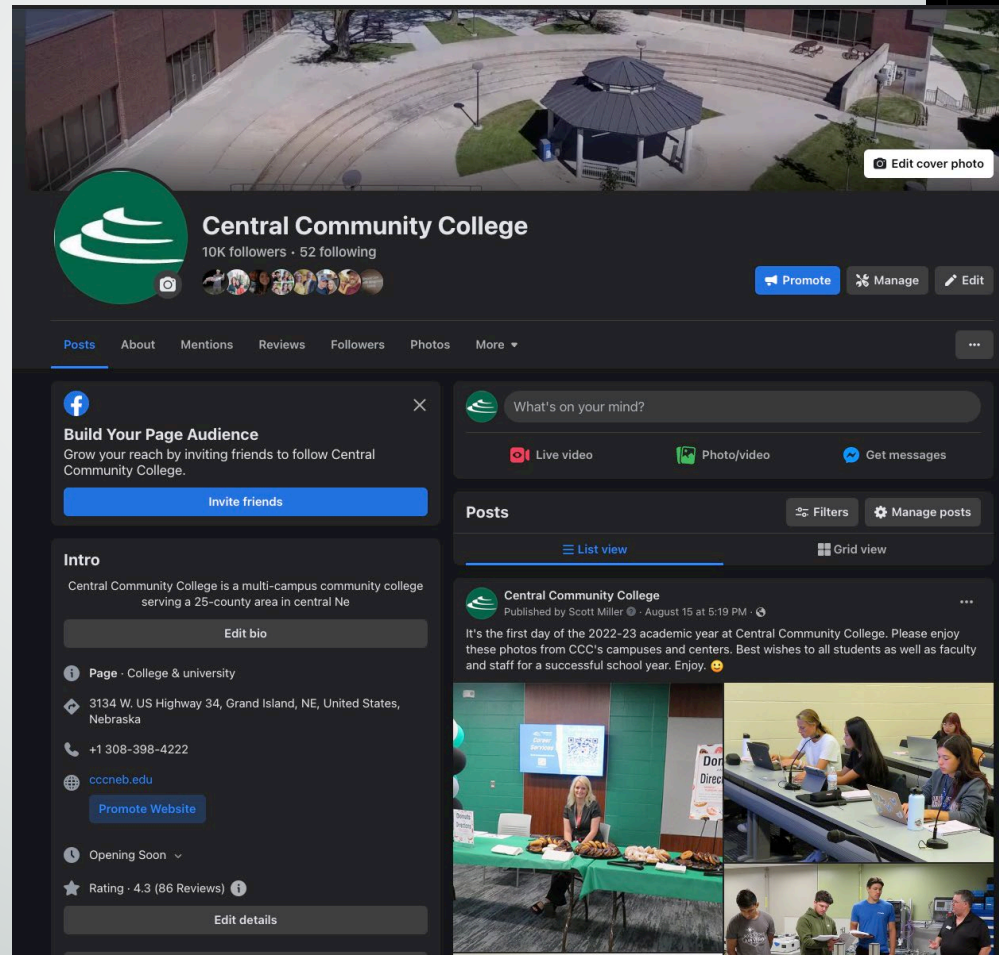 Edit cover photo
Central Community College
10K followers · 52 following
Promote
Manage
Edit
Posts
About
Mentions
Reviews
Followers
Photos
More
Build Your Page Audience
Grow your reach by inviting friends to follow Central
Community College.
Invite friends
Intro
Central Community College is a multi-campus community college
serving a 25-county area in central Ne
Edit bio
Page · College & university
3134 W. US Highway 34, Grand Island, NE, United States,
Nebraska
+1 308-398-4222
cccneb.edu
Promote Website
Opening Soon
Rating · 4.3 (86 Reviews)
Edit details
What's on your mind?
Live video
Photo/video
Get messages
Posts
Filters
Manage posts
List view
Grid view
Central Community College
Published by Scott Miller · August 15 at 5:19 PM ·
It's the first day of the 2022-23 academic year at Central Community College. Please enjoy
these photos from CCC's campuses and centers. Best wishes to all students as well as faculty
and staff for a successful school year. Enjoy.
Career
Services
Don
Direc
Donuts
Directions